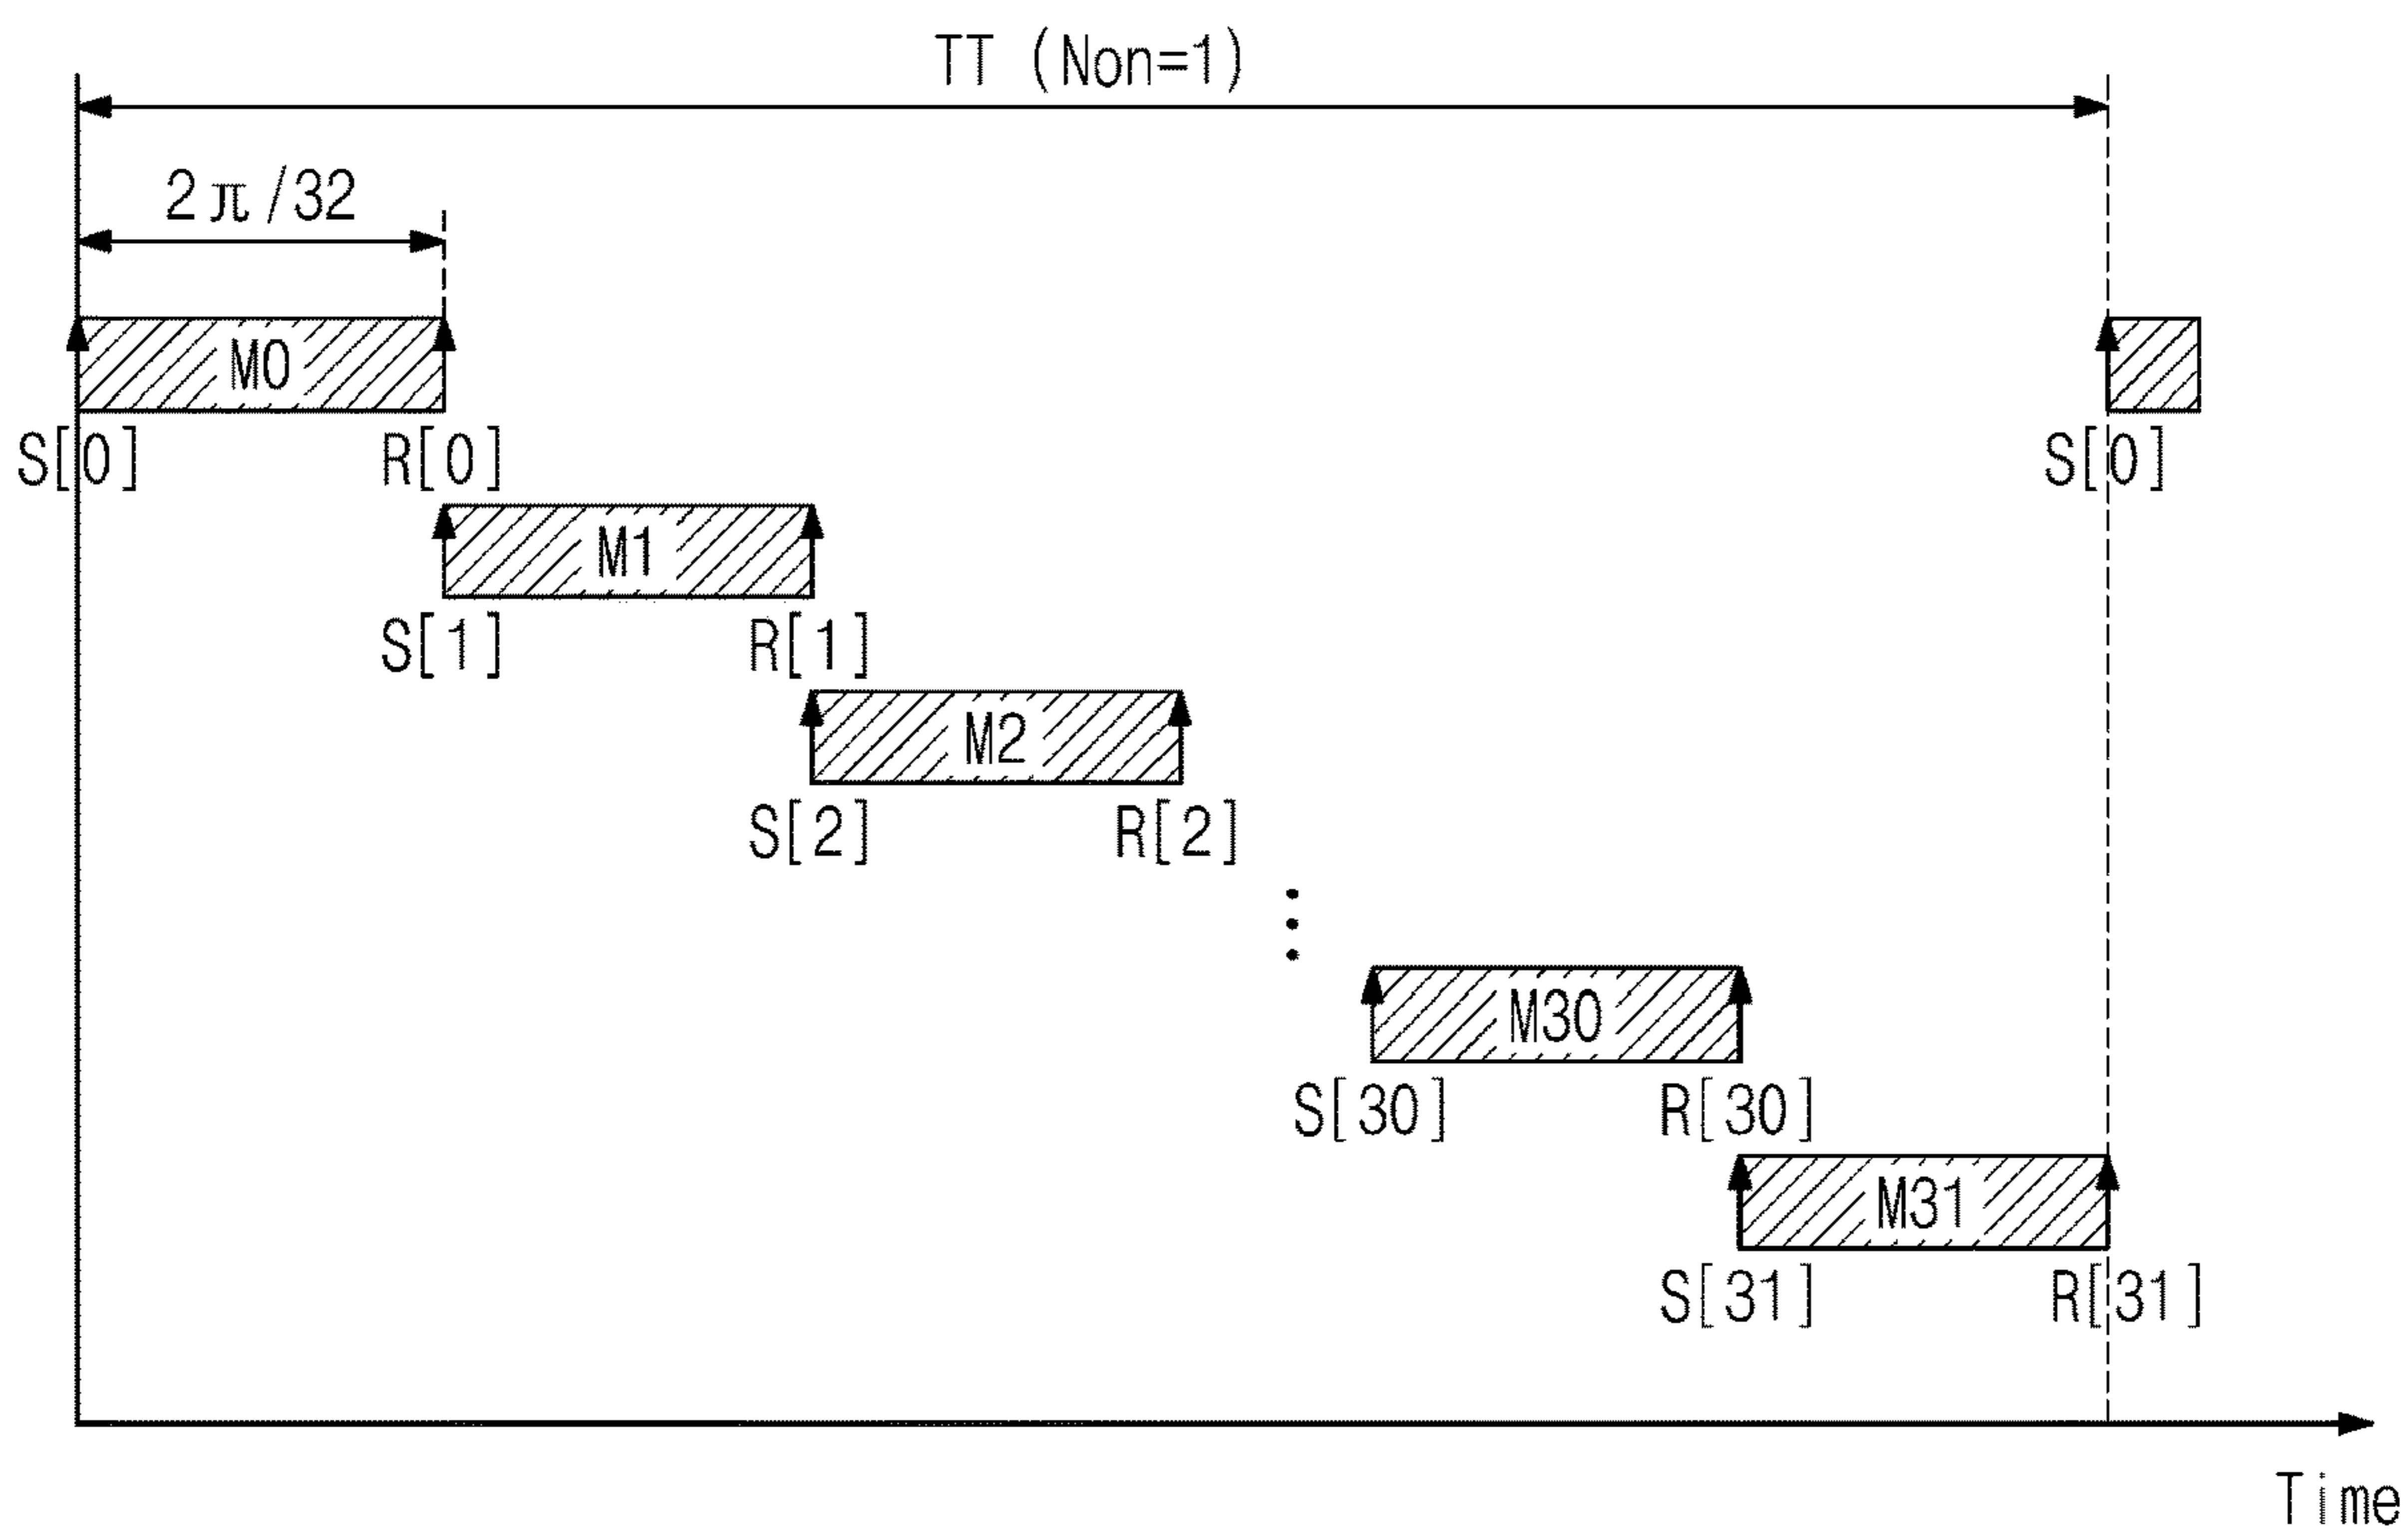 TT (Non=1)
2π/32
M0
S[0] R[0] S[0]
M1
S[1] R[1]
M2
S[2] R[2]
M30
S[30] R[30]
M31
S[31] R[31]
Time